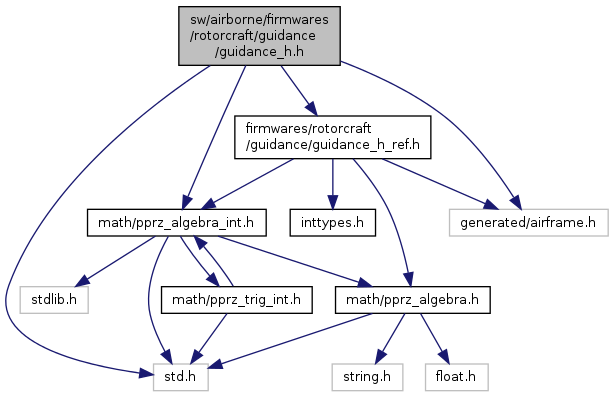 sw/airborne/firmwares
/rotorcraft/guidance
/guidance_h.h
firmwares/rotorcraft
/guidance/guidance_h_ref.h
math/pprz_algebra_int.h
inttypes.h
generated/airframe.h
stdlib.h
math/pprz_trig_int.h
math/pprz_algebra.h
std.h
string.h
float.h